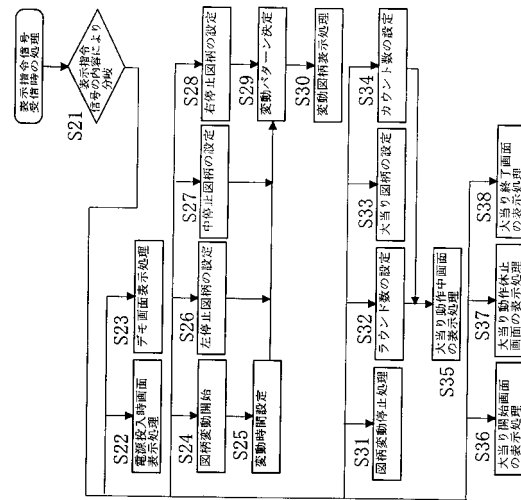 表示指令信号
受信時の処理
S21
表示指令
信号の内容により
分岐
S22
電源投入時画面
表示処理
S23
デモ画面表示処理
S24
図柄変動開始
S25
変動時間設定
S26
左停止図柄の設定
S27
中停止図柄の設定
S28
右停止図柄の設定
S29
変動パターン決定
S30
変動図柄表示処理
S31
図柄変動停止処理
S32
ラウンド数の設定
S33
大当り図柄の設定
S34
カウント数の設定
大当り動作中画面
の表示処理
S35
S36
大当り開始画面
の表示処理
S37
大当り動作休止
画面の表示処理
S38
大当り終了画面
の表示処理